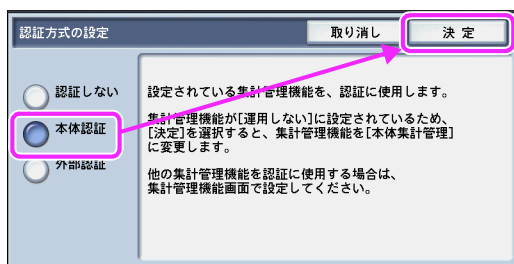 認証方式の設定
取り消し
決 定
認証しない
本体認証
外部認証
設定されている集計管理機能を、認証に使用します。
集計管理機能が[運用しない]に設定されているため、
[決定]を選択すると、集計管理機能を[本体集計管理]
に変更します。
他の集計管理機能を認証に使用する場合は、
集計管理機能画面で設定してください。